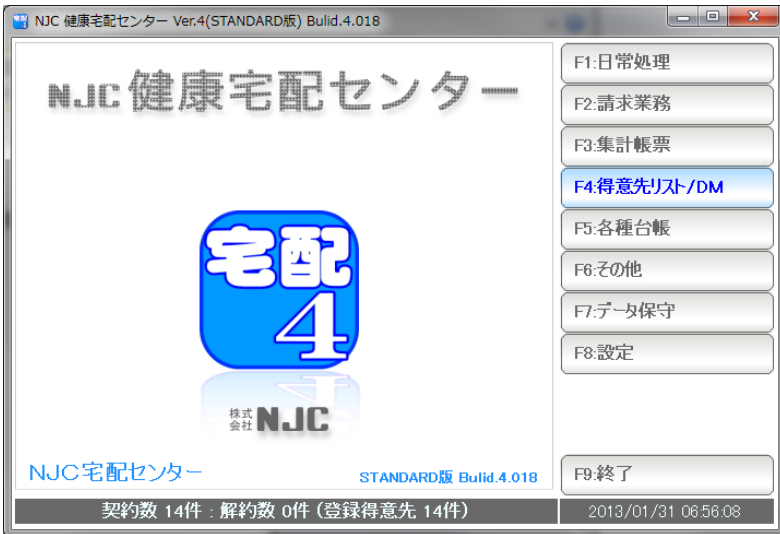 NJC 健康宅配センター Ver.4(STANDARD版) Bulid.4.018
NJC 健康宅配センター
宅配
4
株式会社 NJC
NJC宅配センター
STANDARD版 Bulid.4.018
F1:日常処理
F2:請求業務
F3:集計帳票
F4:得意先リスト/DM
F5:各種台帳
F6:その他
F7:データ保守
F8:設定
F9:終了
契約数 14件 : 解約数 0件 (登録得意先 14件)
2013/01/31 06:56:08